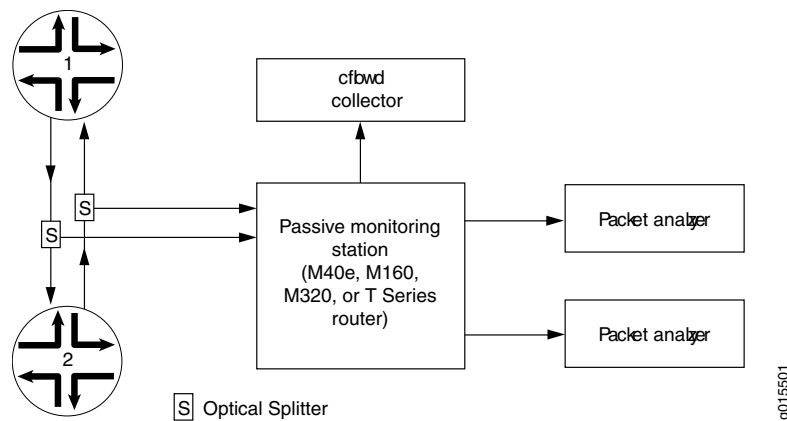 1
cfbwd
collector
S
S
Passive monitoring
station
(M40e, M160,
M320, or T Series
router)
Packet analyzer
Packet analyzer
2
S Optical Splitter
g015501